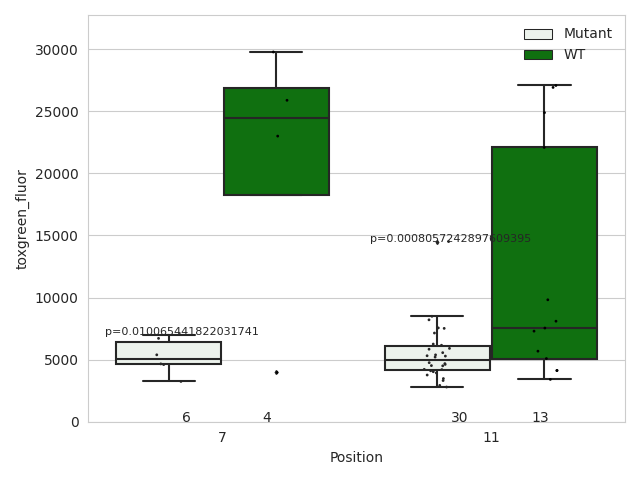 Mutant
WT
30000
25000
20000
15000
10000
5000
0
toxgreen_fluor
p=0.010065441822031741
p=0.0008057242897609395
6 4 30 13
7 11
Position